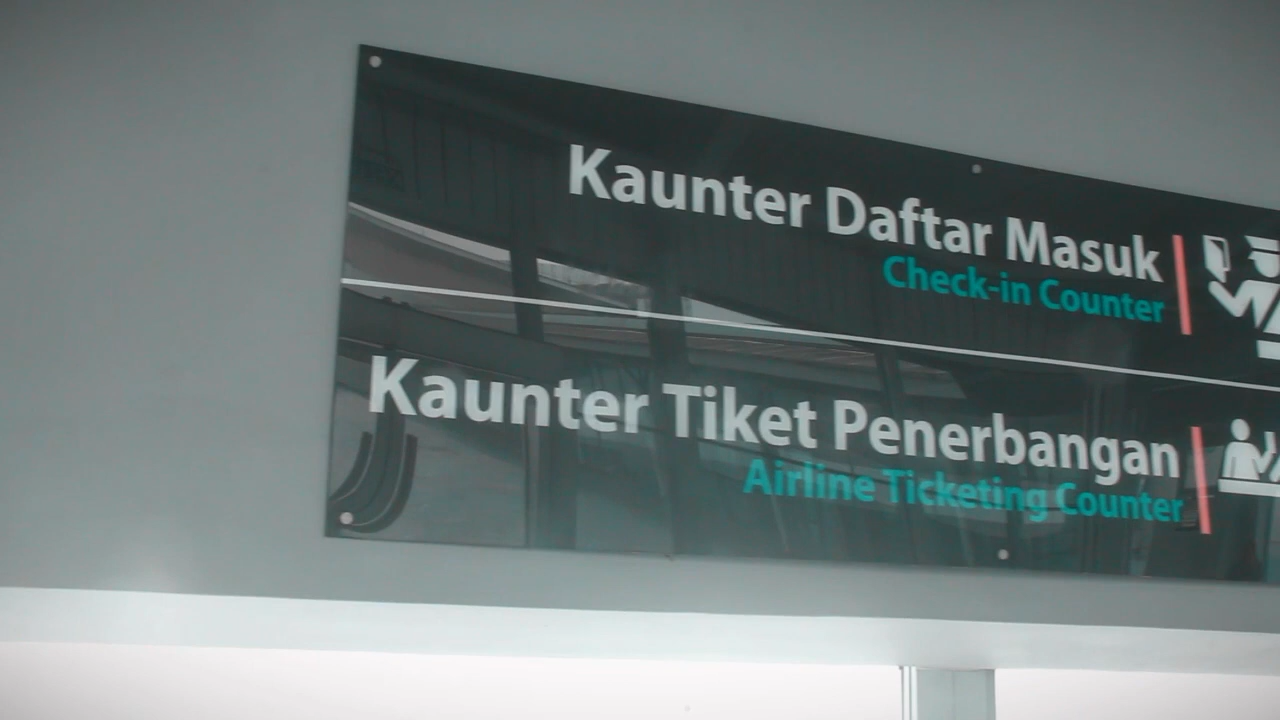 Kaunter Daftar Masuk
Check-in Counter
Kaunter Tiket Penerbangan
Airline Ticketing Counter